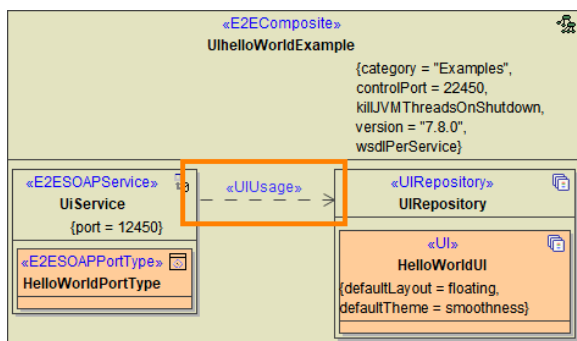 «E2EComposite»
UIhelloWorldExample
{category = "Examples",
controlPort = 22450,
killJVMThreadsOnShutdown,
version = "7.8.0",
wsdlPerService}
«E2ESOAPService»
UiService
{port = 12450}
«E2ESOAPPortType»
HelloWorldPortType
«UIUsage»
«UIRepository»
UIRepository
«UI»
HelloWorldUI
{defaultLayout = floating,
defaultTheme = smoothness}